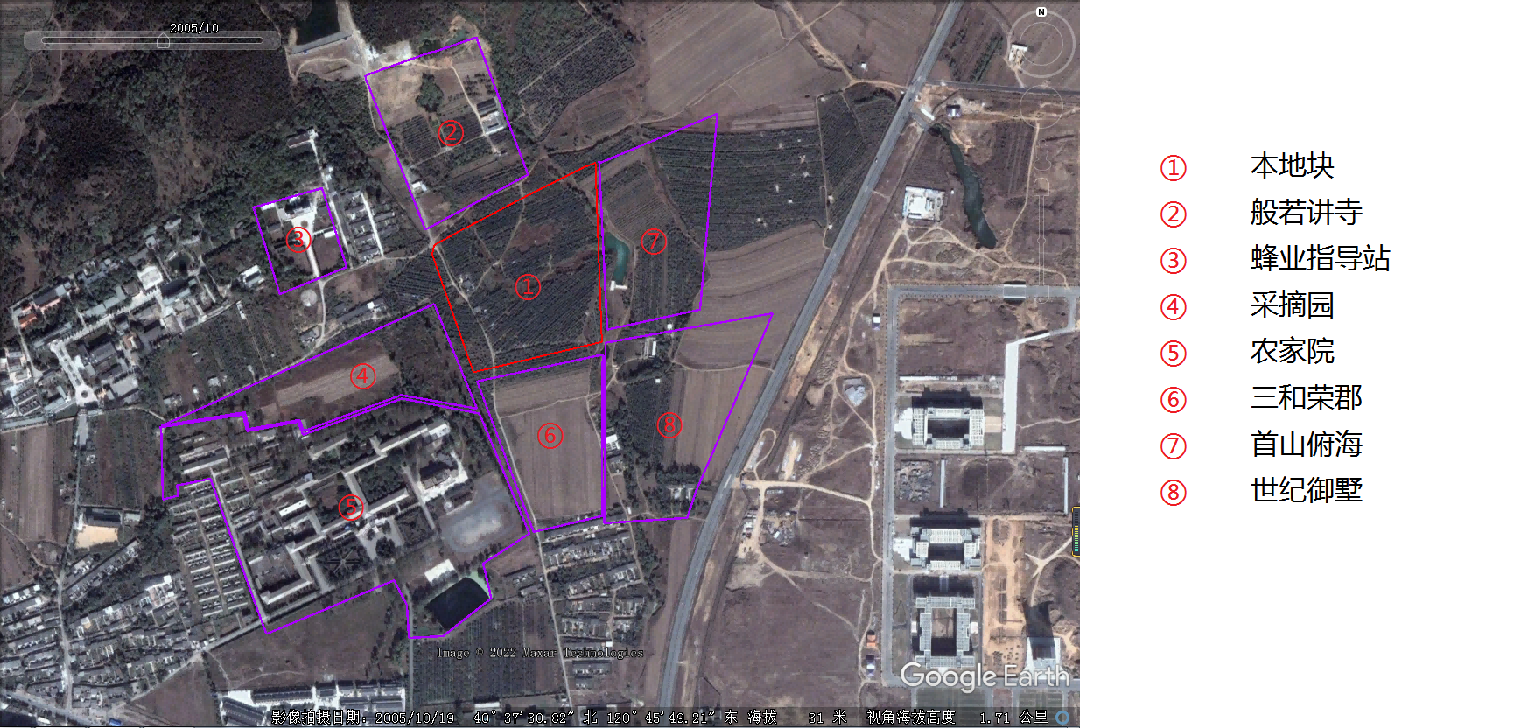 2005/10
N
②
①
③
⑦
④
⑥
⑧
⑤
① 本地块
② 般若讲寺
③ 蜂业指导站
④ 采摘园
⑤ 农家院
⑥ 三和荣郡
⑦ 首山俯海
⑧ 世纪御墅
Image © 2022 Maxar Technologies
Google Earth
影像拍摄日期: 2005/10/19 40°37'30.82" 北 120°45'49.21" 东 海拔 31 米 视角海拔高度 1.71 公里